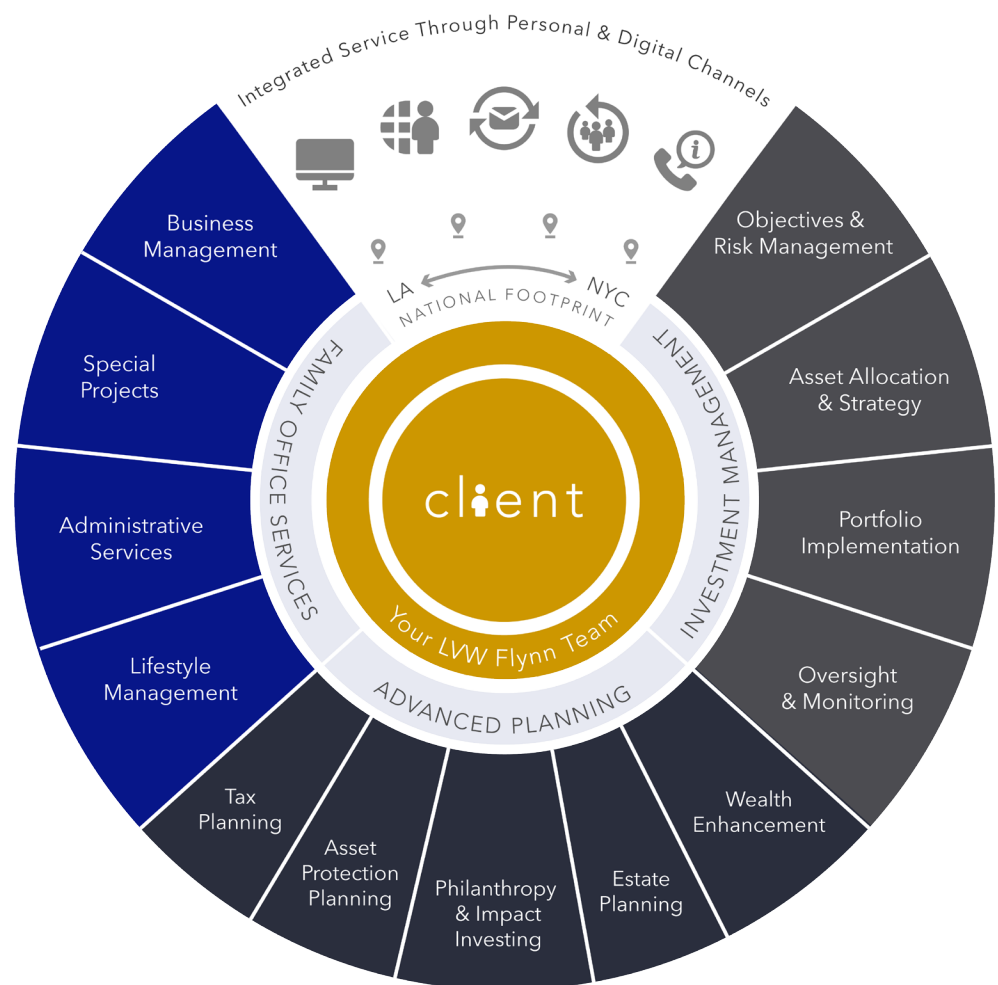 Integrated Service Through Personal & Digital Channels
LA
NYC
NATIONAL FOOTPRINT
FAMILY OFFICE SERVICES
Business
Management
Special
Projects
Administrative
Services
Lifestyle
Management
INVESTMENT MANAGEMENT
Objectives &
Risk Management
Asset Allocation
& Strategy
Portfolio
Implementation
Oversight
& Monitoring
client
Your LVW Flynn Team
ADVANCED PLANNING
Tax
Planning
Asset
Protection
Planning
Philanthropy
& Impact
Investing
Estate
Planning
Wealth
Enhancement